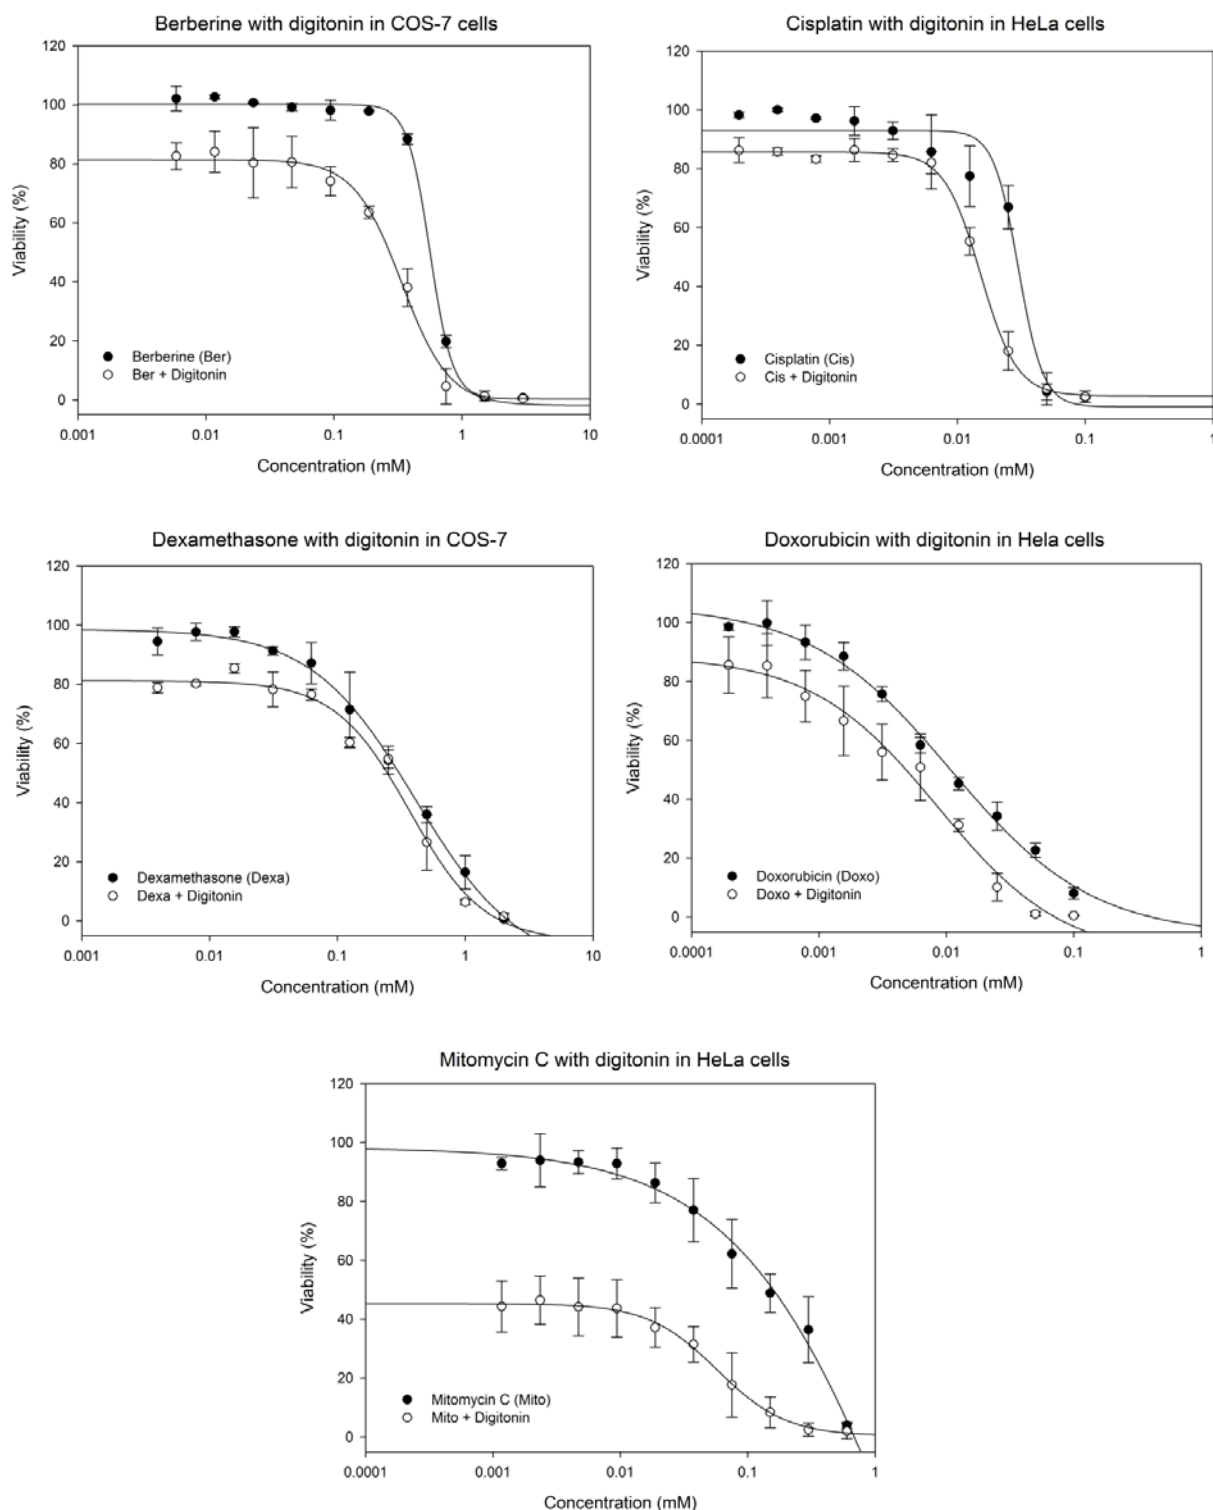 Berberine with digitonin in COS-7 cells
120
100
80
60
40
20
0
Viability (%)
Berberine (Ber)
Ber + Digitonin
0.001 0.01 0.1 1 10
Concentration (mM)
Cisplatin with digitonin in HeLa cells
120
100
80
60
40
20
0
Viability (%)
Cisplatin (Cis)
Cis + Digitonin
0.0001 0.001 0.01 0.1 1
Concentration (mM)
Dexamethasone with digitonin in COS-7
120
100
80
60
40
20
0
Viability (%)
Dexamethasone (Dexa)
Dexa + Digitonin
0.001 0.01 0.1 1 10
Concentration (mM)
Doxorubicin with digitonin in Hela cells
120
100
80
60
40
20
0
Viability (%)
Doxorubicin (Doxo)
Doxo + Digitonin
0.0001 0.001 0.01 0.1 1
Concentration (mM)
Mitomycin C with digitonin in HeLa cells
120
100
80
60
40
20
0
Viability (%)
Mitomycin C (Mito)
Mito + Digitonin
0.0001 0.001 0.01 0.1 1
Concentration (mM)